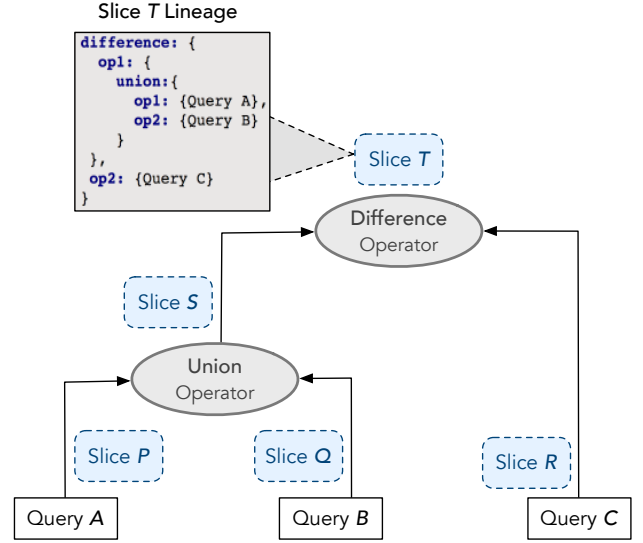 Slice T Lineage
difference: {
op1: {
union:{
op1: {Query A},
op2: {Query B}
}
},
op2: {Query C}
}
Slice T
Difference
Operator
Slice S
Union
Operator
Slice P
Slice Q
Slice R
Query A
Query B
Query C